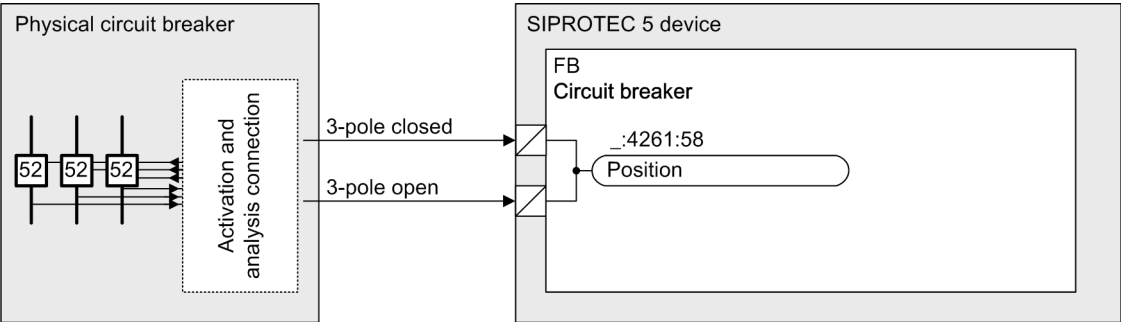 Physical circuit breaker
52 52 52
Activation and
analysis connection
3-pole closed
3-pole open
SIPROTEC 5 device
FB
Circuit breaker
_:4261:58
Position